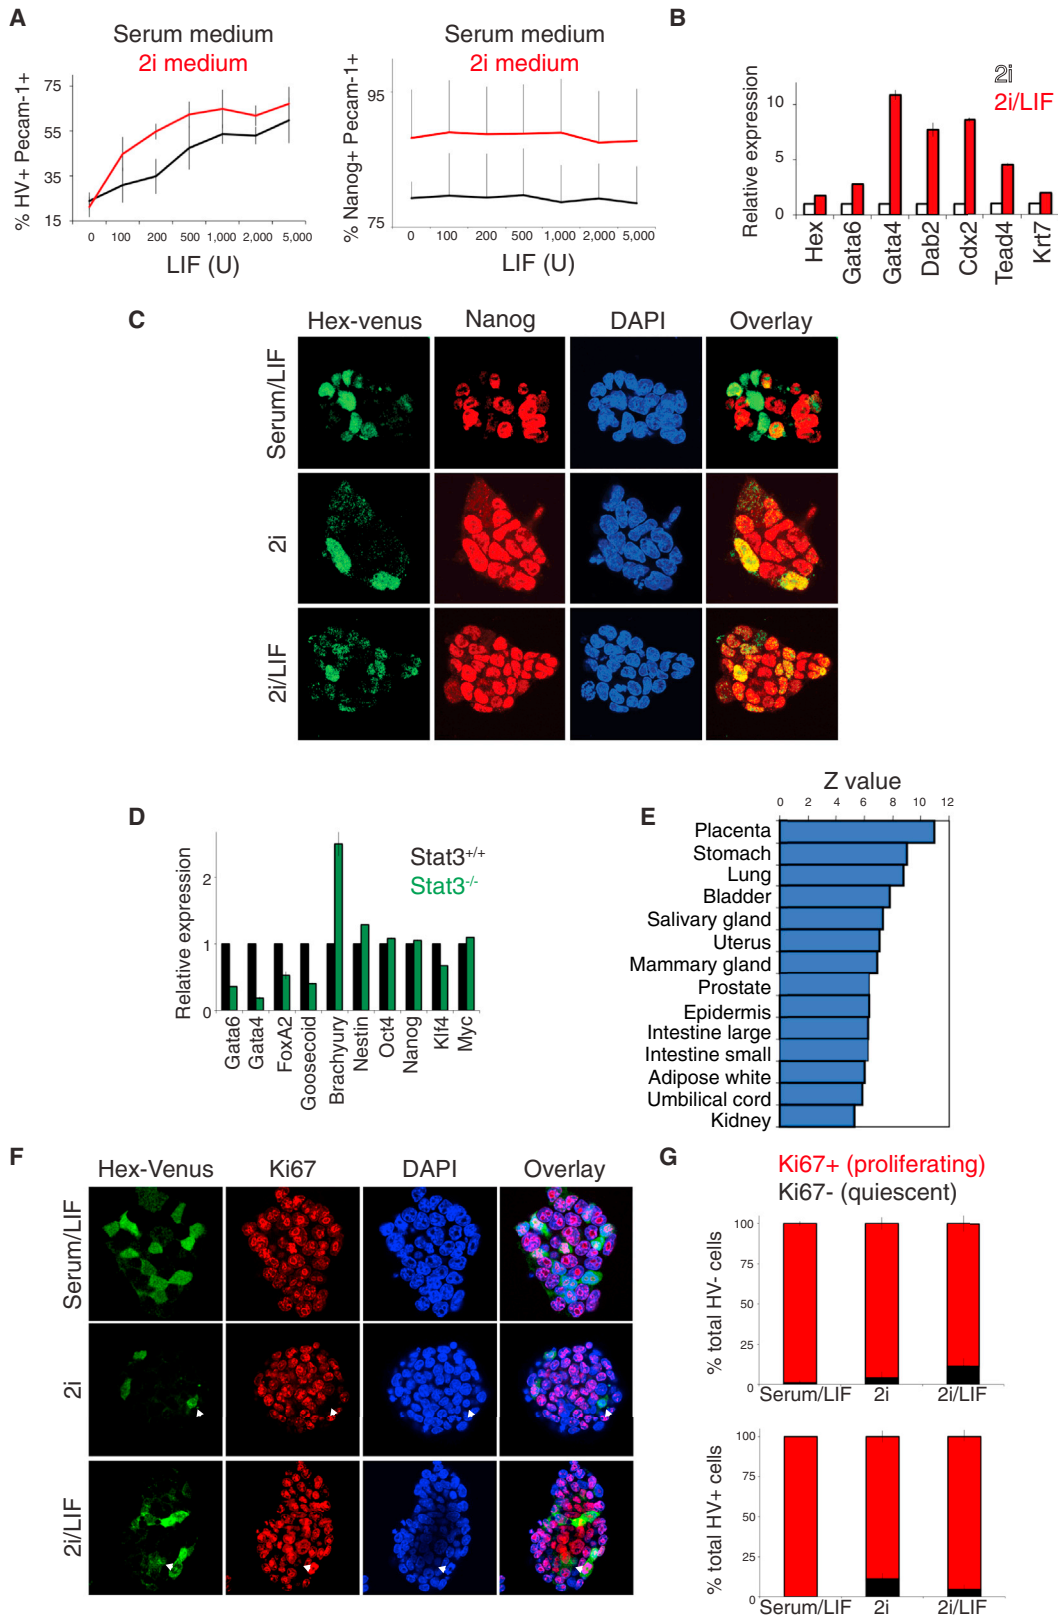 A
Serum medium
2i medium
% HV+ Pecam-1+
75
55
35
15
0 100 200 500 1,000 2,000 5,000
LIF (U)
Serum medium
2i medium
% Nanog+ Pecam-1+
95
75
0 100 200 500 1,000 2,000 5,000
LIF (U)
B
2i
2i/LIF
Relative expression
10
5
0
Hex
Gata6
Gata4
Dab2
Cdx2
Tead4
Krt7
C
Hex-venus Nanog DAPI Overlay
Serum/LIF
2i
2i/LIF
D
Stat3+/+
Stat3-/-
Relative expression
2
1
0
Gata6
Gata4
FoxA2
Goosecoid
Brachyury
Nestin
Oct4
Nanog
Klf4
Myc
E
Z value
0 2 4 6 8 10 12
Placenta
Stomach
Lung
Bladder
Salivary gland
Uterus
Mammary gland
Prostate
Epidermis
Intestine large
Intestine small
Adipose white
Umbilical cord
Kidney
F
Hex-Venus Ki67 DAPI Overlay
Serum/LIF
2i
2i/LIF
G
Ki67+ (proliferating)
Ki67- (quiescent)
% total HV- cells
100
75
50
25
0
Serum/LIF 2i 2i/LIF
% total HV+ cells
100
75
50
25
0
Serum/LIF 2i 2i/LIF